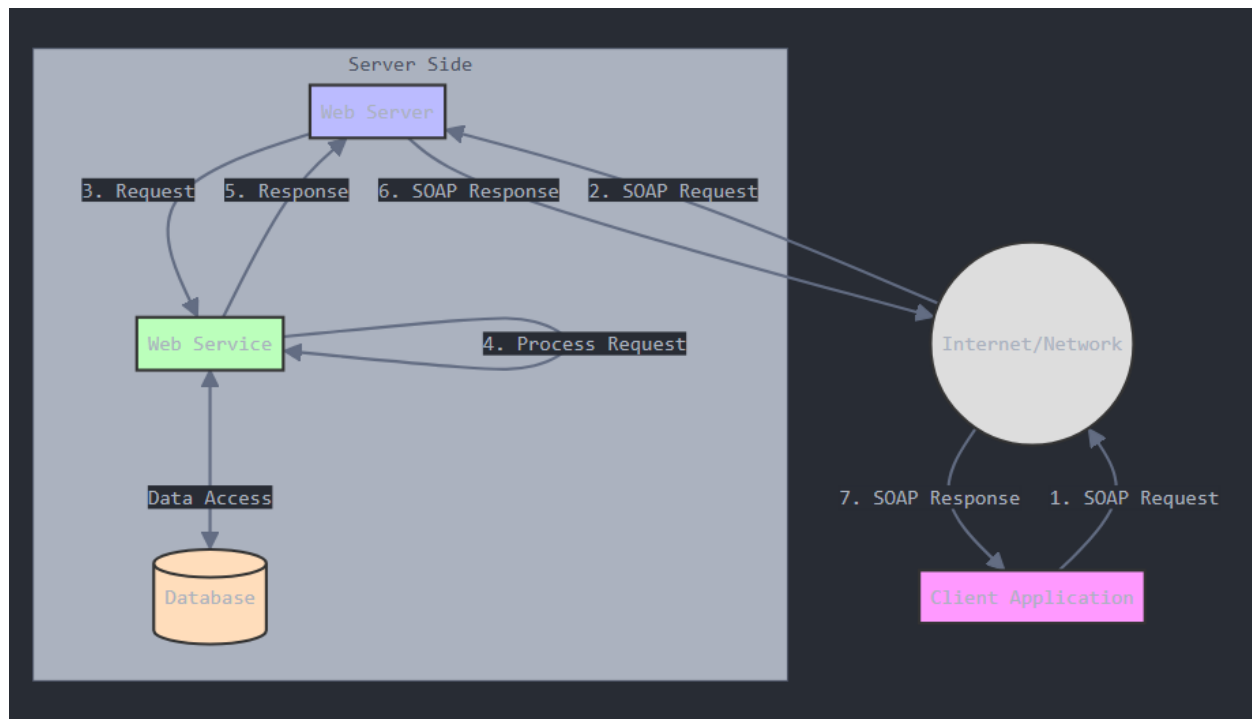 Server Side
Web Server
3. Request
5. Response
6. SOAP Response
2. SOAP Request
Web Service
4. Process Request
Internet/Network
Data Access
7. SOAP Response
1. SOAP Request
Database
Client Application